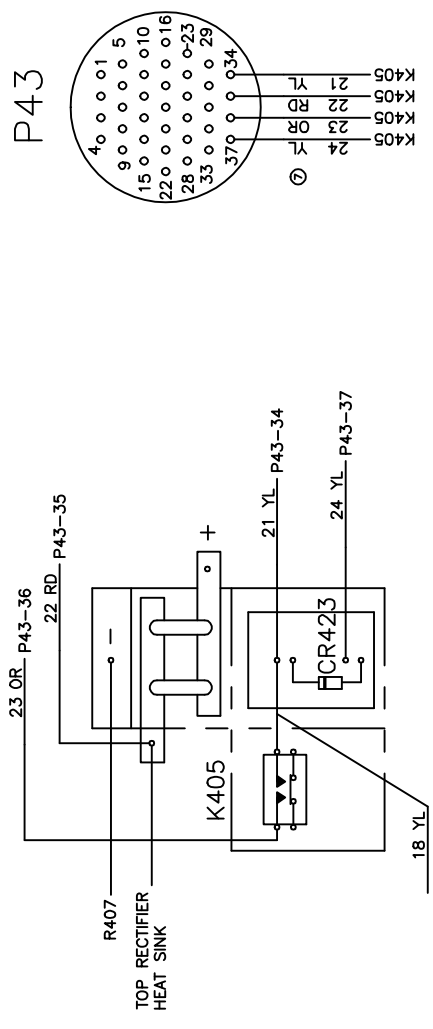 P43
1
5
10
16
23
29
34
4
9
15
22
28
33
37
21 YL K405
22 RD K405
23 OR K405
24 YL K405
7
23 OR P43-36
22 RD P43-35
21 YL P43-34
24 YL P43-37
R407
TOP RECTIFIER
HEAT SINK
K405
CR423
18 YL
−
+